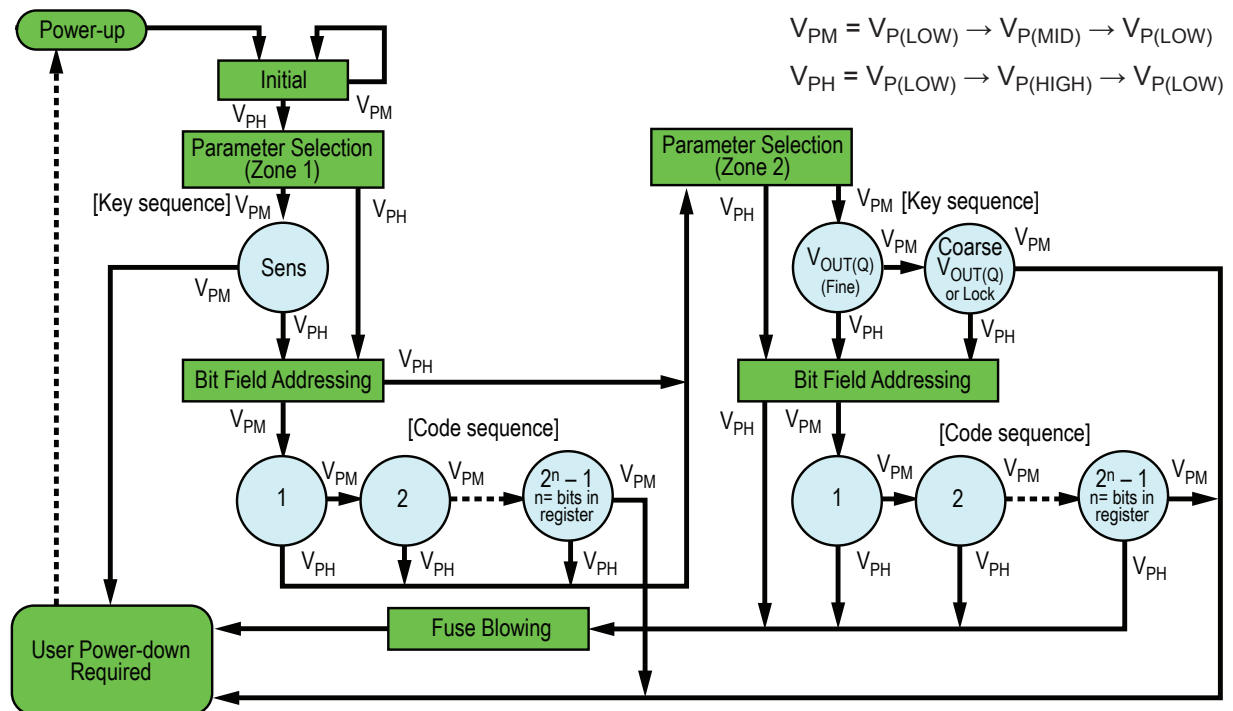 Power-up
V_PM = V_P(LOW) → V_P(MID) → V_P(LOW)
V_PH = V_P(LOW) → V_P(HIGH) → V_P(LOW)
Initial
V_PH
V_PM
Parameter Selection
(Zone 1)
[Key sequence]
V_PM
V_PH
Sens
V_PM
V_PH
Bit Field Addressing
V_PH
V_PM
[Code sequence]
1
V_PM
2
V_PM
2ⁿ – 1
n= bits in
register
V_PM
V_PH
V_PH
V_PH
Parameter Selection
(Zone 2)
V_PH
V_PM
[Key sequence]
V_OUT(Q)
(Fine)
V_PM
Coarse
V_OUT(Q)
or Lock
V_PM
V_PH
V_PH
Bit Field Addressing
V_PH
V_PM
[Code sequence]
1
V_PM
2
V_PM
2ⁿ – 1
n= bits in
register
V_PM
V_PH
V_PH
V_PH
Fuse Blowing
User Power-down
Required